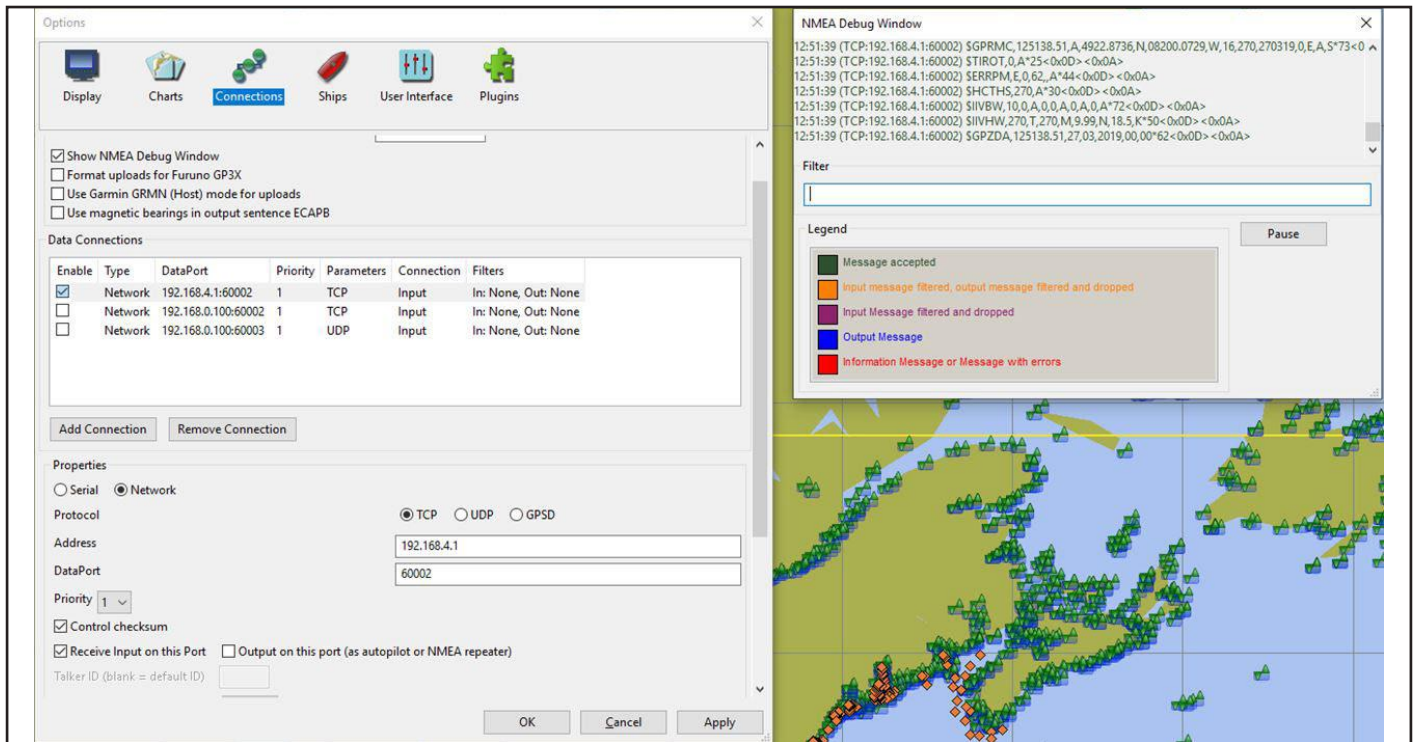 Options
Display Charts Connections Ships User Interface Plugins
Show NMEA Debug Window
Format uploads for Furuno GP3X
Use Garmin GRMN (Host) mode for uploads
Use magnetic bearings in output sentence ECAPB
Data Connections
Enable Type DataPort Priority Parameters Connection Filters
Network 192.168.4.1:60002 1 TCP Input In: None, Out: None
Network 192.168.0.100:60002 1 TCP Input In: None, Out: None
Network 192.168.0.100:60003 1 UDP Input In: None, Out: None
Add Connection Remove Connection
Properties
Serial Network
Protocol TCP UDP GPSD
Address 192.168.4.1
DataPort 60002
Priority 1
Control checksum
Receive Input on this Port Output on this port (as autopilot or NMEA repeater)
Talker ID (blank = default ID)
OK Cancel Apply
NMEA Debug Window
12:51:39 (TCP:192.168.4.1:60002) $GPRMC,125138.51,A,4922.8736,N,08200.0729,W,16,270,270319,0,E,A,S*73<0
12:51:39 (TCP:192.168.4.1:60002) $TIROT,0,A*25<0x0D><0x0A>
12:51:39 (TCP:192.168.4.1:60002) $ERRPM,E,0,62,,A*44<0x0D><0x0A>
12:51:39 (TCP:192.168.4.1:60002) $HCTHS,270,A*30<0x0D><0x0A>
12:51:39 (TCP:192.168.4.1:60002) $IIVBW,10,0,A,0,0,A,0,A,0,A*72<0x0D><0x0A>
12:51:39 (TCP:192.168.4.1:60002) $IIVHW,270,T,270,M,9.99,N,18.5,K*50<0x0D><0x0A>
12:51:39 (TCP:192.168.4.1:60002) $GPZDA,125138.51,27,03,2019,00,00*62<0x0D><0x0A>
Filter
Legend
Pause
Message accepted
Input message filtered, output message filtered and dropped
Input Message filtered and dropped
Output Message
Information Message or Message with errors